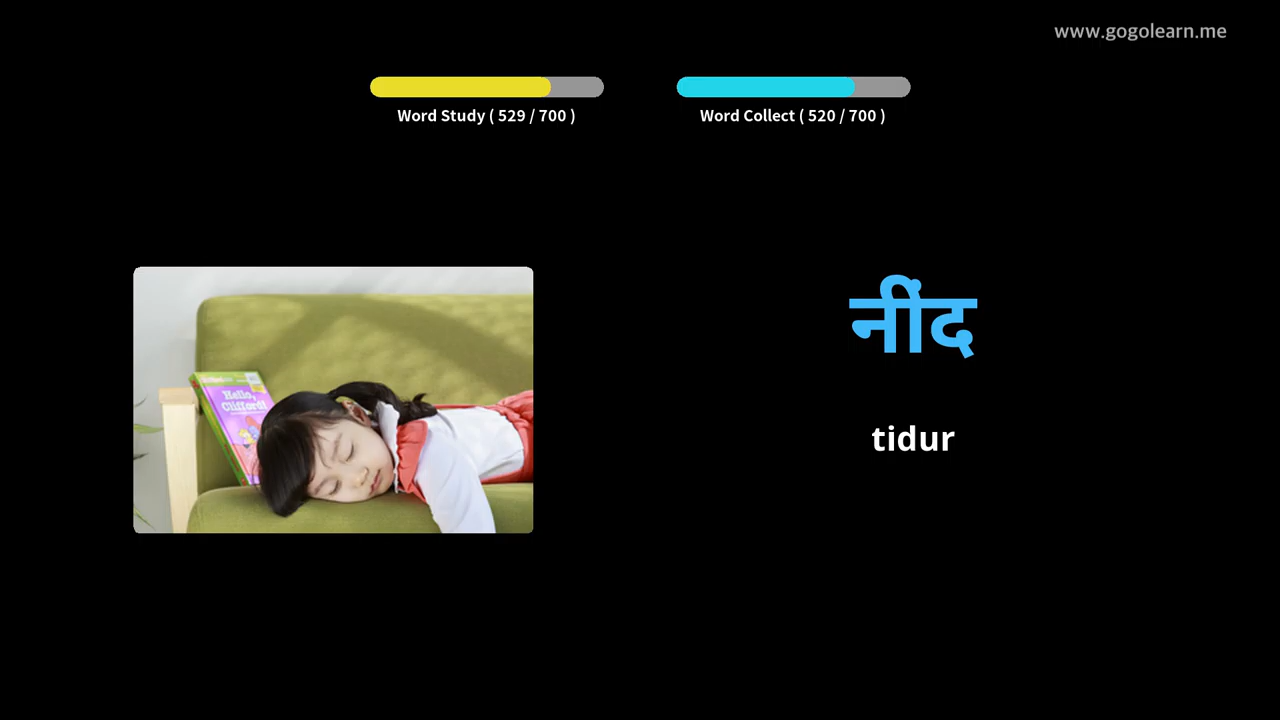 www.gogolearn.me
Word Study ( 529 / 700 )
Word Collect ( 520 / 700 )
नींद
tidur
Hello,
Clifford!